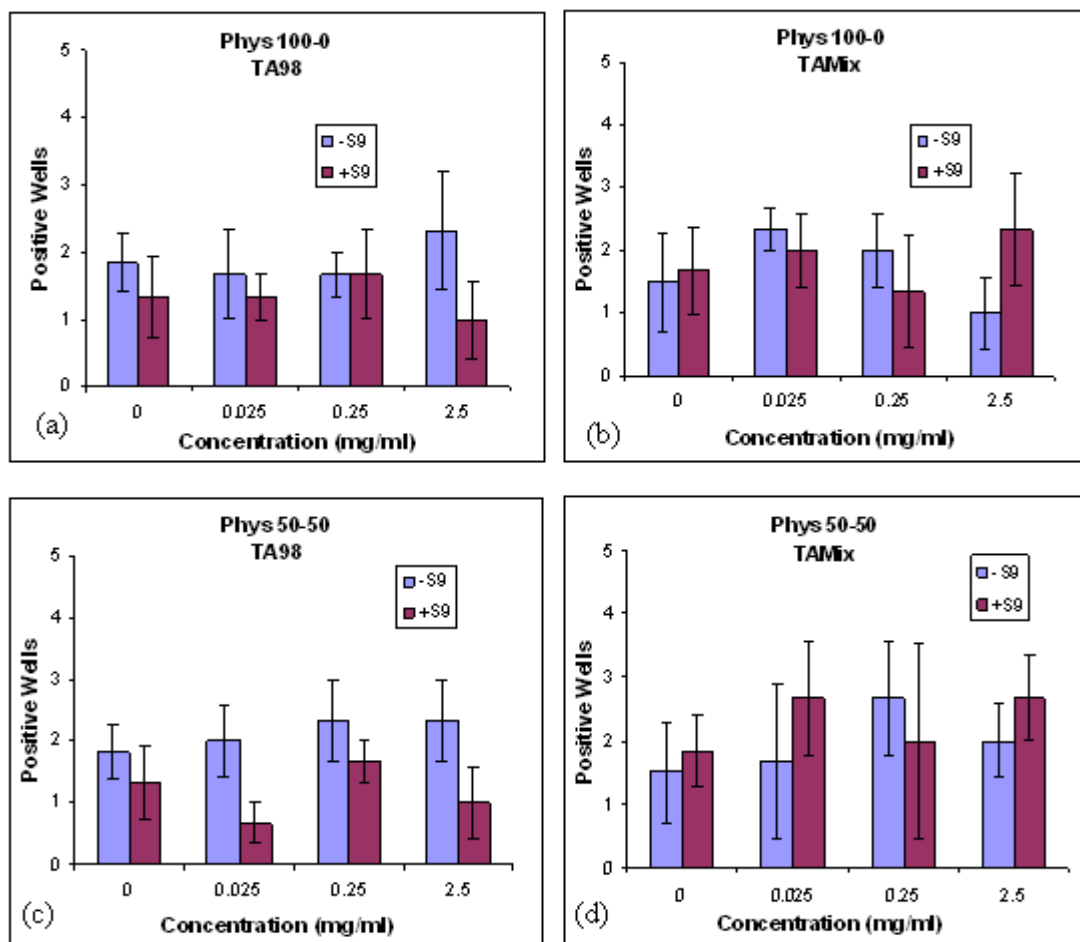 Phys 100-0
TA98
5
4
3
2
1
0
Positive Wells
-S9
+S9
0 0.025 0.25 2.5
Concentration (mg/ml)
(a)
Phys 100-0
TAMix
5
4
3
2
1
0
Positive Wells
-S9
+S9
0 0.025 0.25 2.5
Concentration (mg/ml)
(b)
Phys 50-50
TA98
5
4
3
2
1
0
Positive Wells
-S9
+S9
0 0.025 0.25 2.5
Concentration (mg/ml)
(c)
Phys 50-50
TAMix
5
4
3
2
1
0
Positive Wells
-S9
+S9
0 0.025 0.25 2.5
Concentration (mg/ml)
(d)